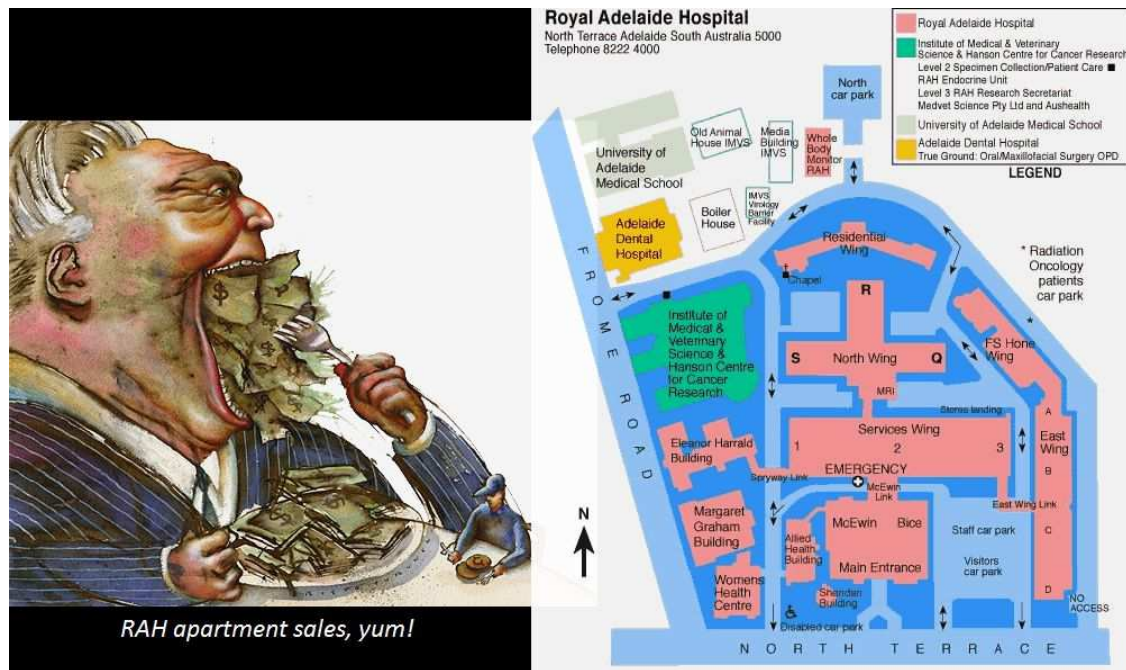 RAH apartment sales, yum!
Royal Adelaide Hospital
North Terrace Adelaide South Australia 5000
Telephone 8222 4000
Royal Adelaide Hospital
Institute of Medical & Veterinary
Science & Hanson Centre for Cancer Research
Level 2 Specimen Collection/Patient Care
RAH Endocrine Unit
Level 3 RAH Research Secretariat
Medvet Science Pty Ltd and Aushealth
University of Adelaide Medical School
Adelaide Dental Hospital
True Ground: Oral/Maxillofacial Surgery OPD
LEGEND
North
car park
Old Animal
House IMVS
Media
Building
IMVS
Whole
Body
Monitor
RAH
University of
Adelaide
Medical School
IMVS
Virology
Barrier
Facility
Boiler
House
Adelaide
Dental
Hospital
Residential
Wing
Chapel
* Radiation
Oncology
patients
car park
*
FROME ROAD
Institute of
Medical &
Veterinary
Science &
Hanson Centre
for Cancer
Research
R
S
North Wing
Q
MRI
FS Hone
Wing
Stereo landing
A
East
Wing
B
C
D
Services Wing
1
2
3
EMERGENCY
Eleanor Harrald
Building
Spryway Link
McEwin
Link
East Wing Link
Margaret
Graham
Building
Allied
Health
Building
McEwin
Bice
Main Entrance
Staff car park
Visitors
car park
Womens
Health
Centre
Sheridan
Building
Disabled car park
NO
ACCESS
N
NORTH TERRACE
$
$
$